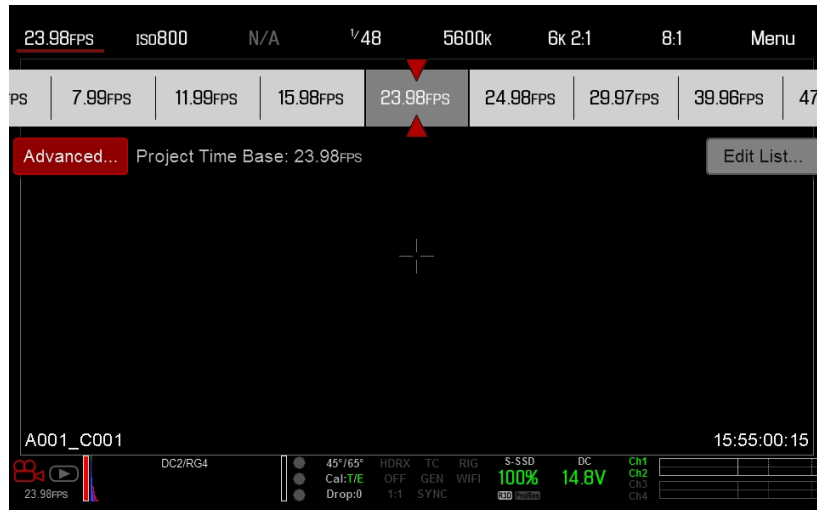 23.98FPS ISO800 N/A 1/48 5600K 6K 2:1 8:1 Menu
PS 7.99FPS 11.99FPS 15.98FPS 23.98FPS 24.98FPS 29.97FPS 39.96FPS 47
Advanced... Project Time Base: 23.98FPS Edit List...
A001_C001 15:55:00:15
DC2/RG4 45°/65° HDRX TC RIG S-SSD DC Ch1
Cal:T/E OFF GEN WIFI 100% 14.8V Ch2
Ch3
23.98FPS Drop:0 1:1 SYNC R3D ProRes Ch4